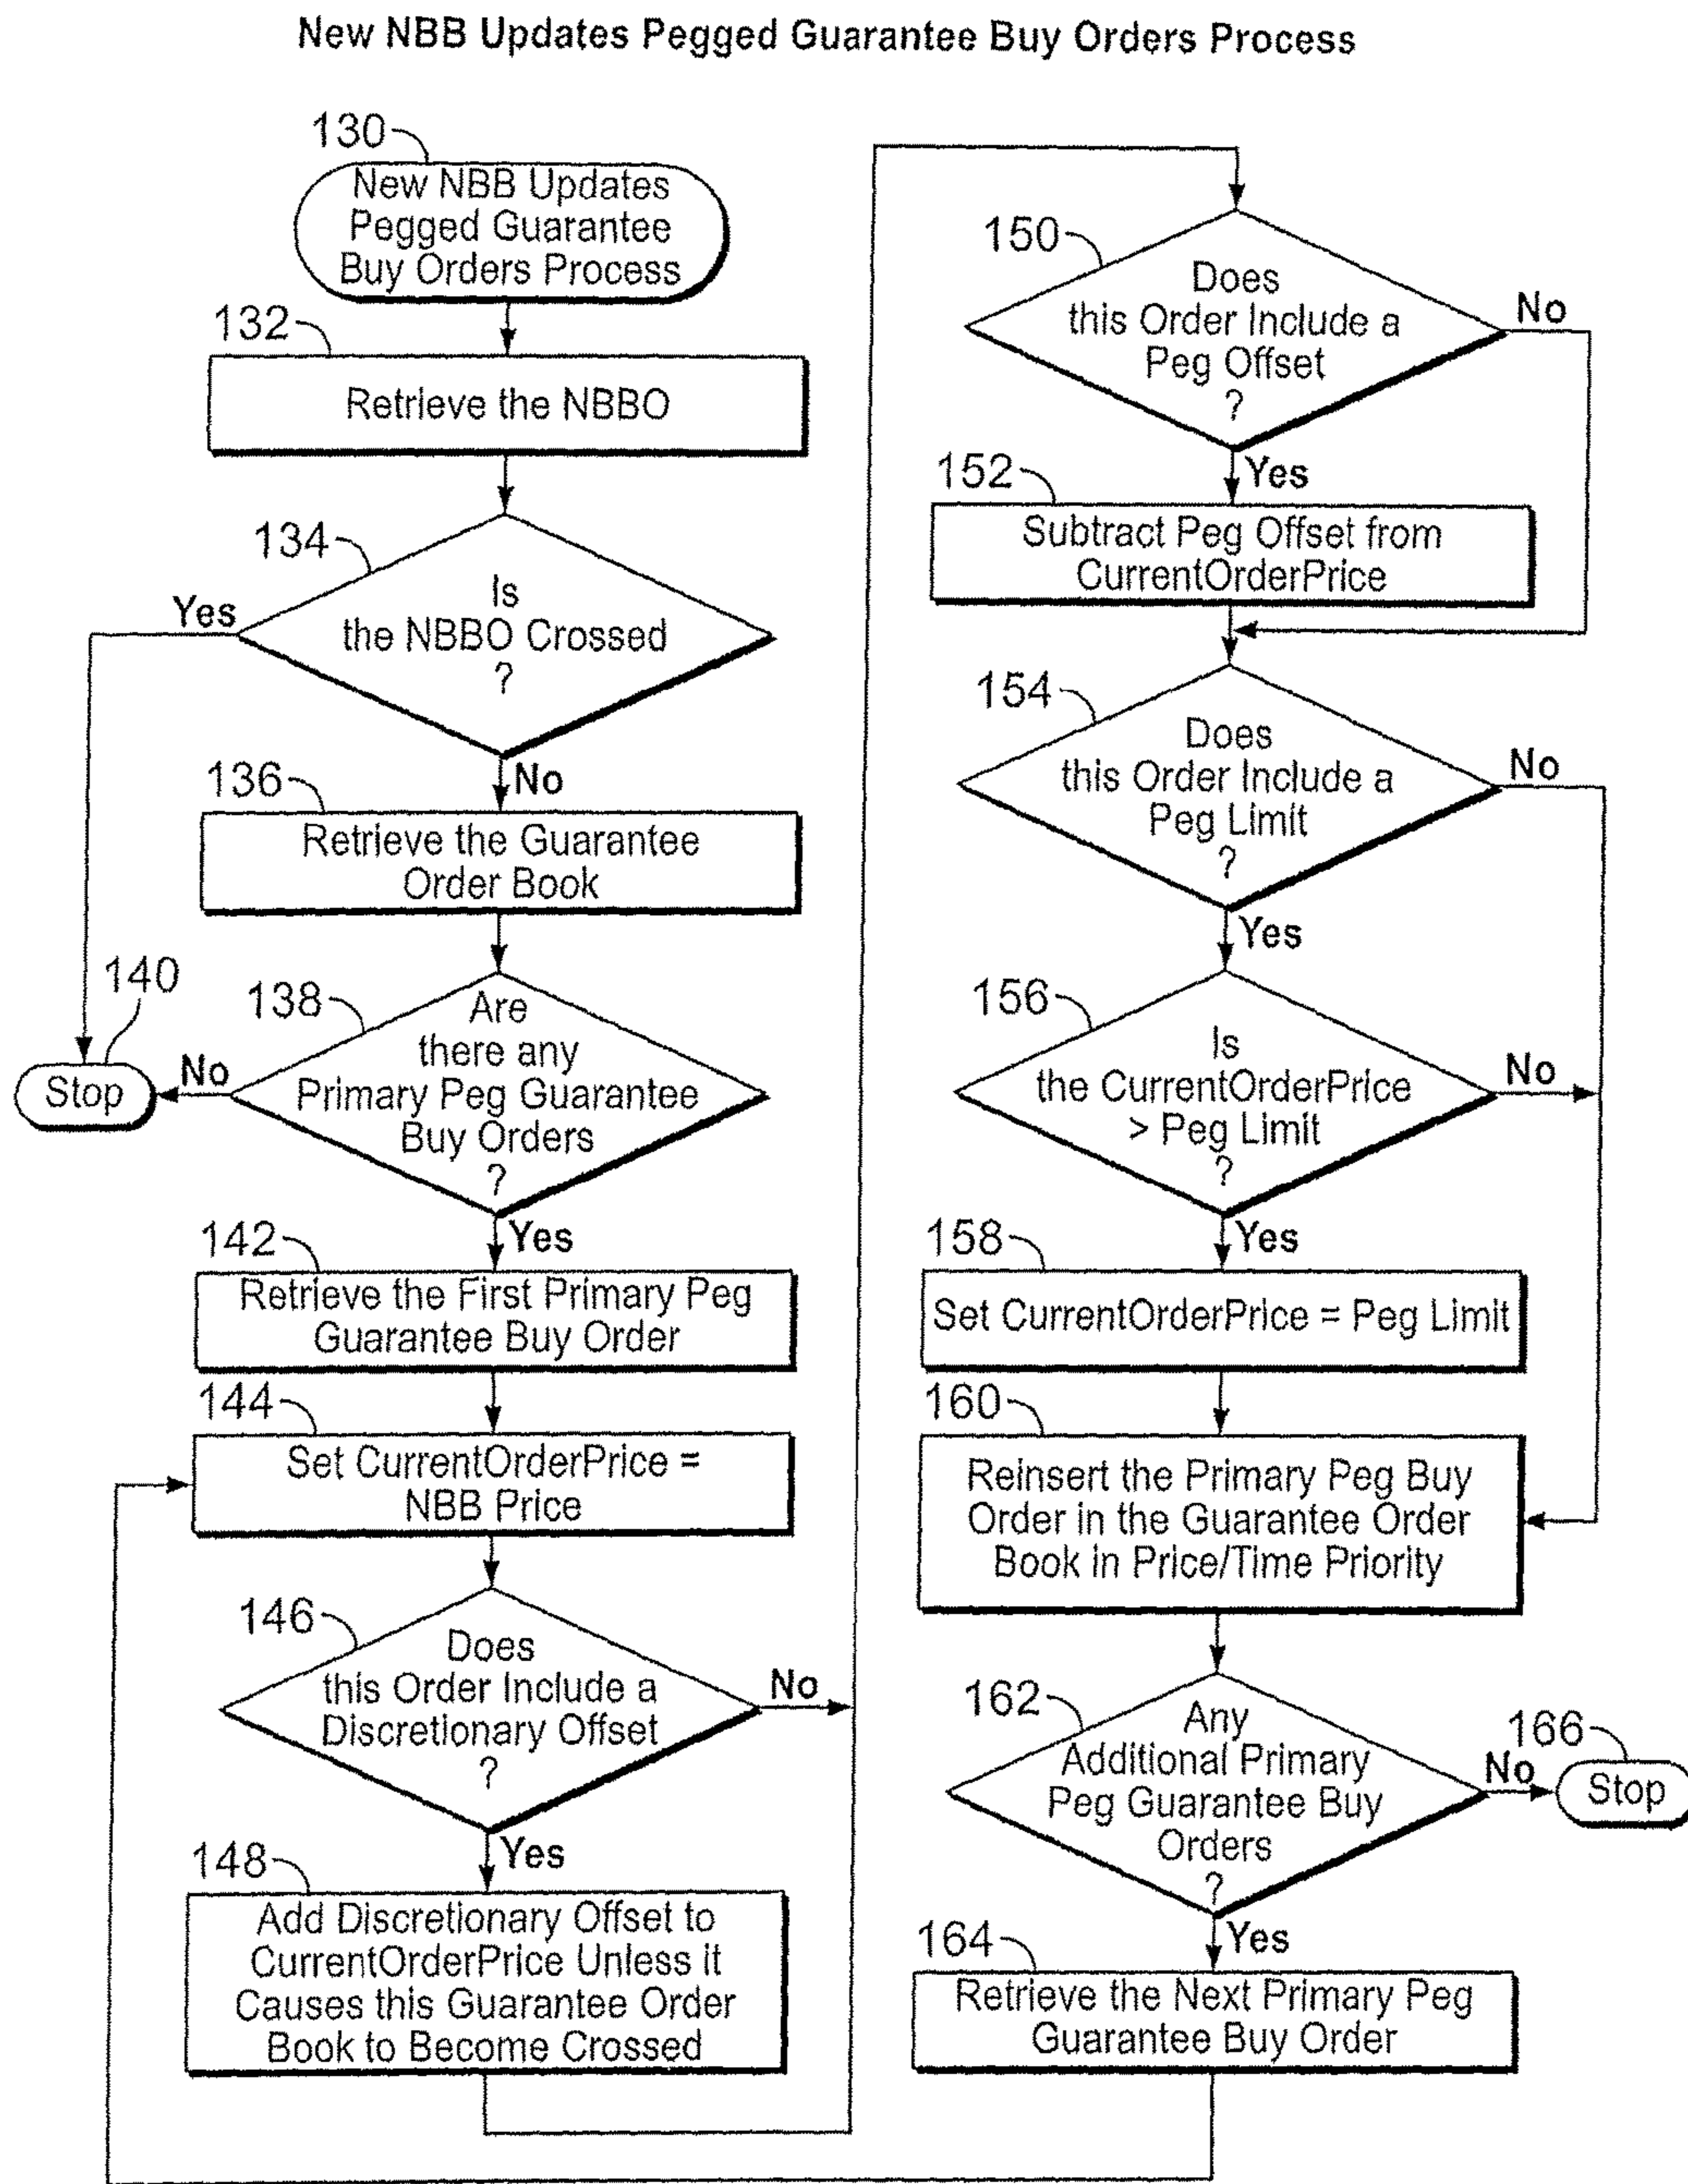 New NBB Updates Pegged Guarantee Buy Orders Process
130
New NBB Updates
Pegged Guarantee
Buy Orders Process
132
Retrieve the NBBO
134
Is
the NBBO Crossed
?
Yes
No
136
Retrieve the Guarantee
Order Book
138
Are
there any
Primary Peg Guarantee
Buy Orders
?
No
140
Stop
Yes
142
Retrieve the First Primary Peg
Guarantee Buy Order
144
Set CurrentOrderPrice =
NBB Price
146
Does
this Order Include a
Discretionary Offset
?
No
Yes
148
Add Discretionary Offset to
CurrentOrderPrice Unless it
Causes this Guarantee Order
Book to Become Crossed
150
Does
this Order Include a
Peg Offset
?
No
Yes
152
Subtract Peg Offset from
CurrentOrderPrice
154
Does
this Order Include a
Peg Limit
?
No
Yes
156
Is
the CurrentOrderPrice
> Peg Limit
?
No
Yes
158
Set CurrentOrderPrice = Peg Limit
160
Reinsert the Primary Peg Buy
Order in the Guarantee Order
Book in Price/Time Priority
162
Any
Additional Primary
Peg Guarantee Buy
Orders
?
No
166
Stop
Yes
164
Retrieve the Next Primary Peg
Guarantee Buy Order